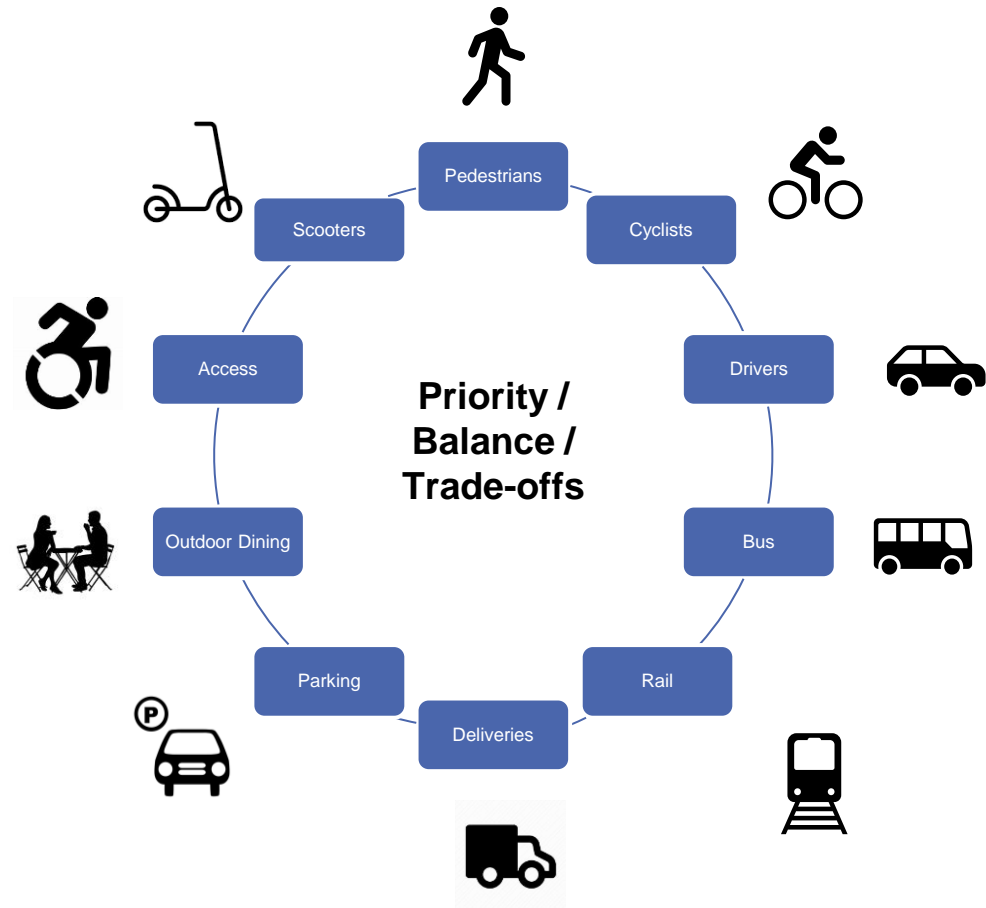 Pedestrians
Scooters
Cyclists
Access
Drivers
Priority /
Balance /
Trade-offs
Outdoor Dining
Bus
Parking
Rail
P
Deliveries